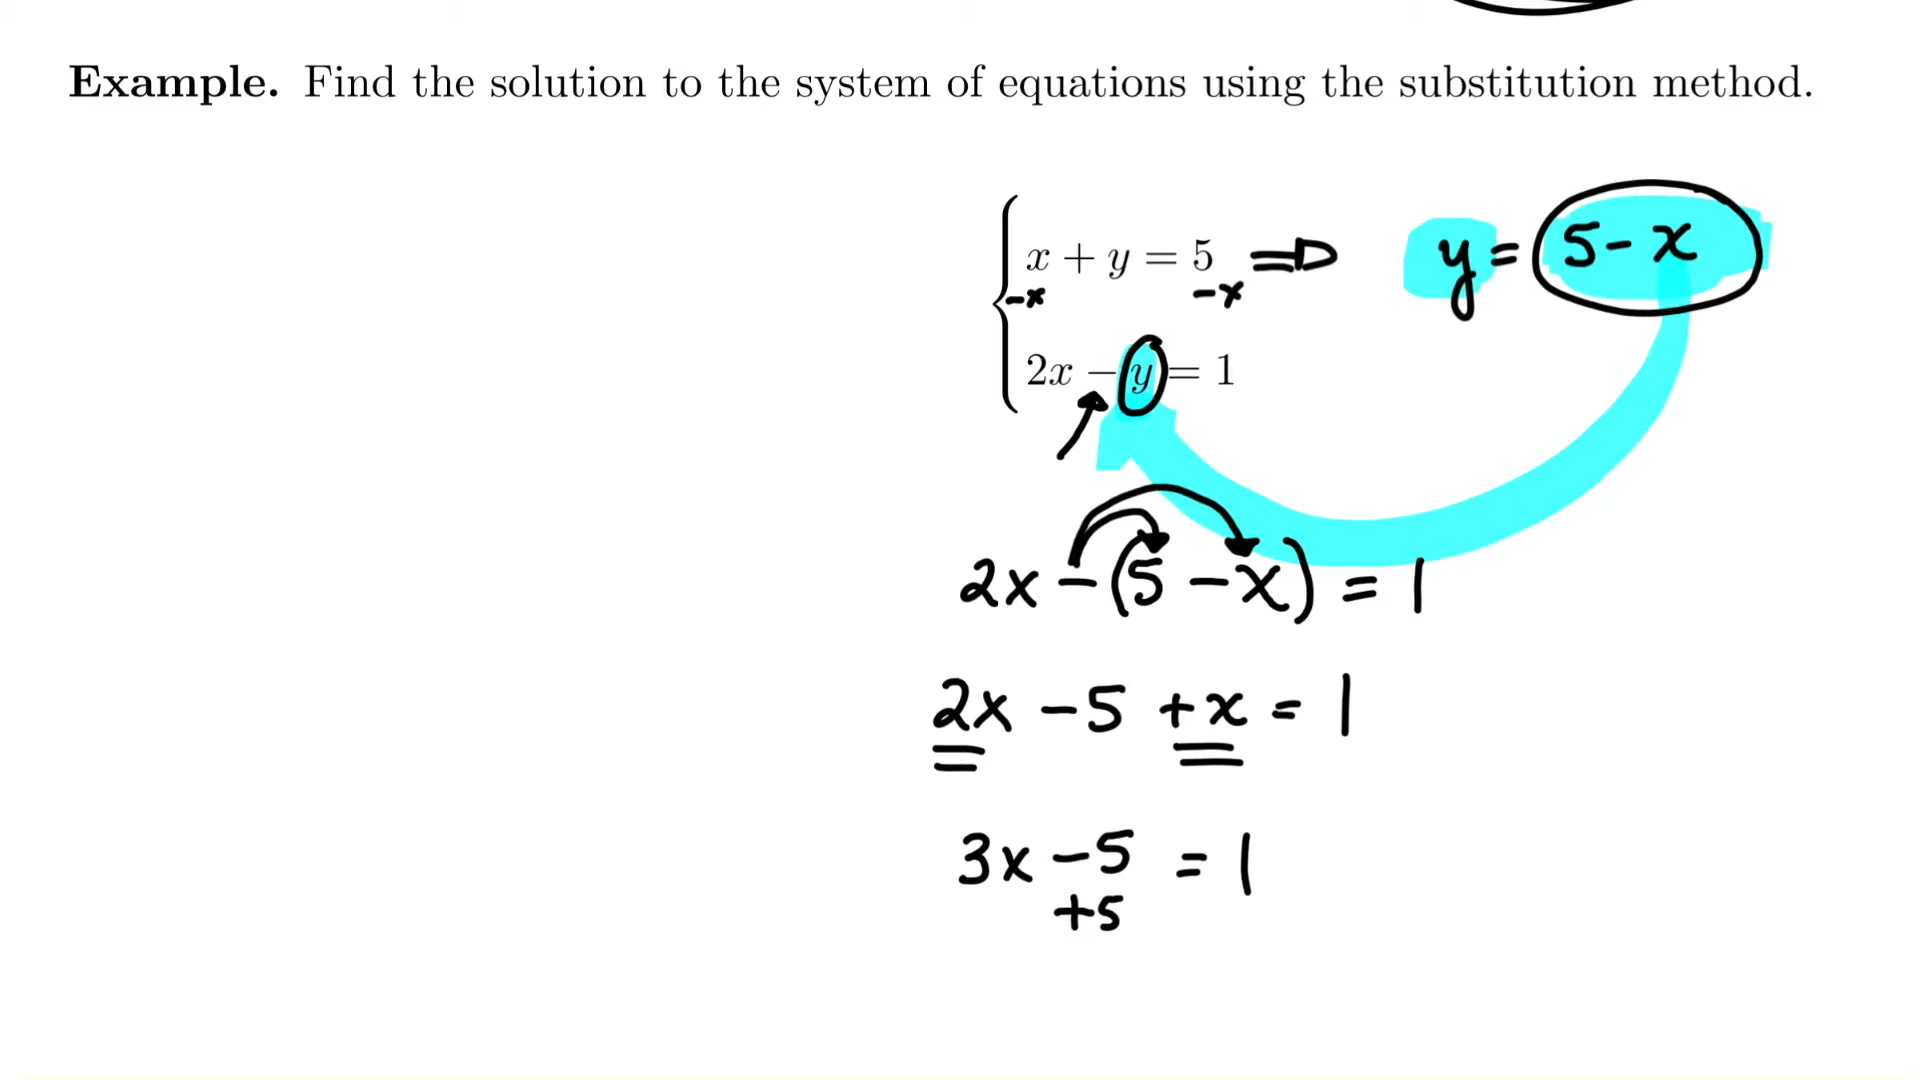 Example. Find the solution to the system of equations using the substitution method.
x + y = 5 ⇒ y = 5 - x
-x -x
2x - y = 1
2x - (5 - x) = 1
2x - 5 + x = 1
3x - 5 = 1
+5